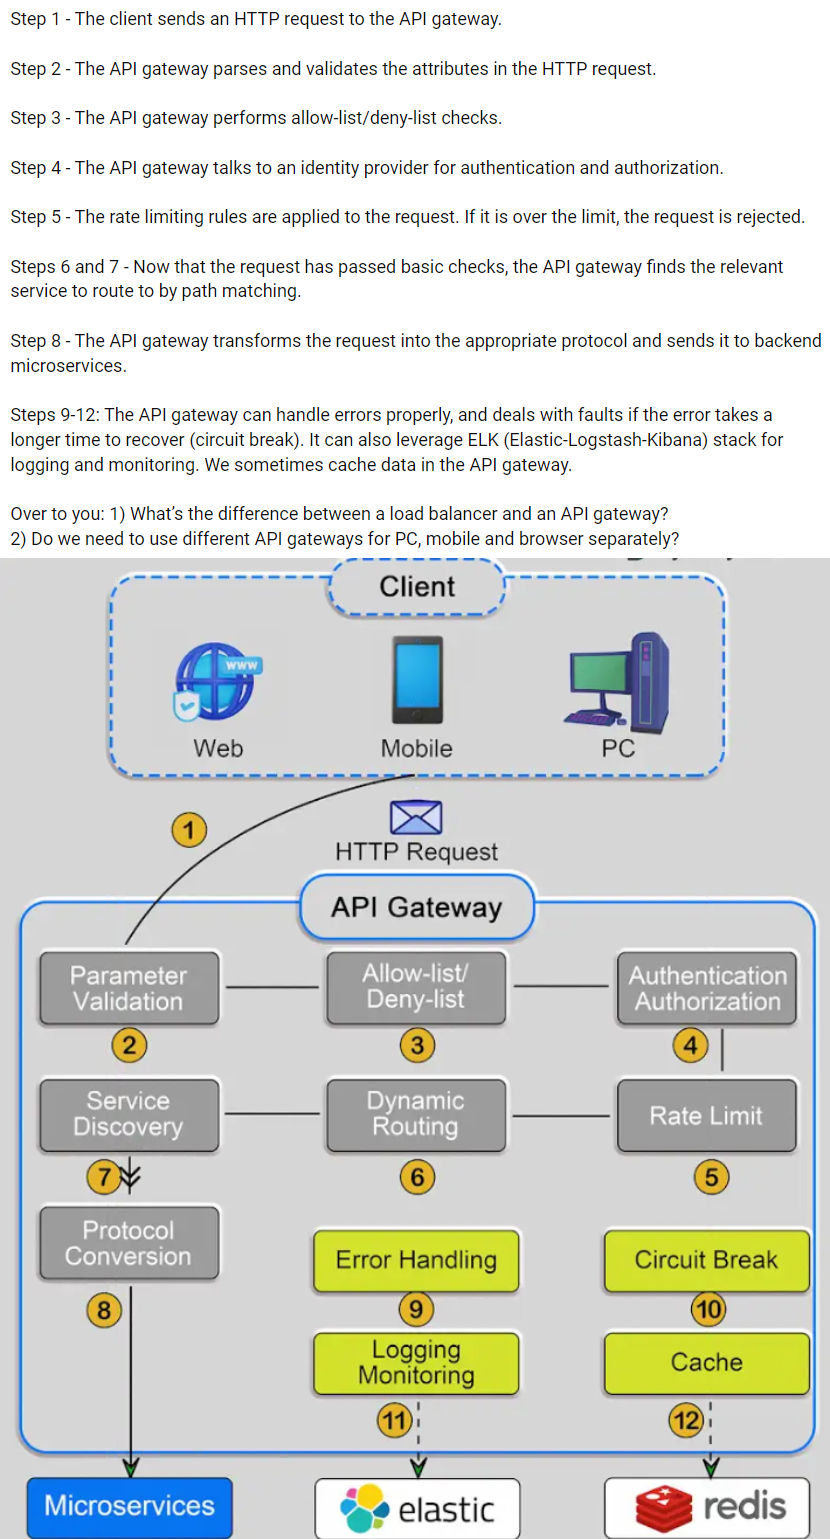 Step 1 - The client sends an HTTP request to the API gateway.
Step 2 - The API gateway parses and validates the attributes in the HTTP request.
Step 3 - The API gateway performs allow-list/deny-list checks.
Step 4 - The API gateway talks to an identity provider for authentication and authorization.
Step 5 - The rate limiting rules are applied to the request. If it is over the limit, the request is rejected.
Steps 6 and 7 - Now that the request has passed basic checks, the API gateway finds the relevant
service to route to by path matching.
Step 8 - The API gateway transforms the request into the appropriate protocol and sends it to backend
microservices.
Steps 9-12: The API gateway can handle errors properly, and deals with faults if the error takes a
longer time to recover (circuit break). It can also leverage ELK (Elastic-Logstash-Kibana) stack for
logging and monitoring. We sometimes cache data in the API gateway.
Over to you: 1) What’s the difference between a load balancer and an API gateway?
2) Do we need to use different API gateways for PC, mobile and browser separately?
Client
www
Web
Mobile
PC
1
HTTP Request
API Gateway
Parameter
Validation
2
Allow-list/
Deny-list
3
Authentication
Authorization
4
Service
Discovery
7
Dynamic
Routing
6
Rate Limit
5
Protocol
Conversion
8
Error Handling
9
Circuit Break
10
Logging
Monitoring
11
Cache
12
Microservices
elastic
redis